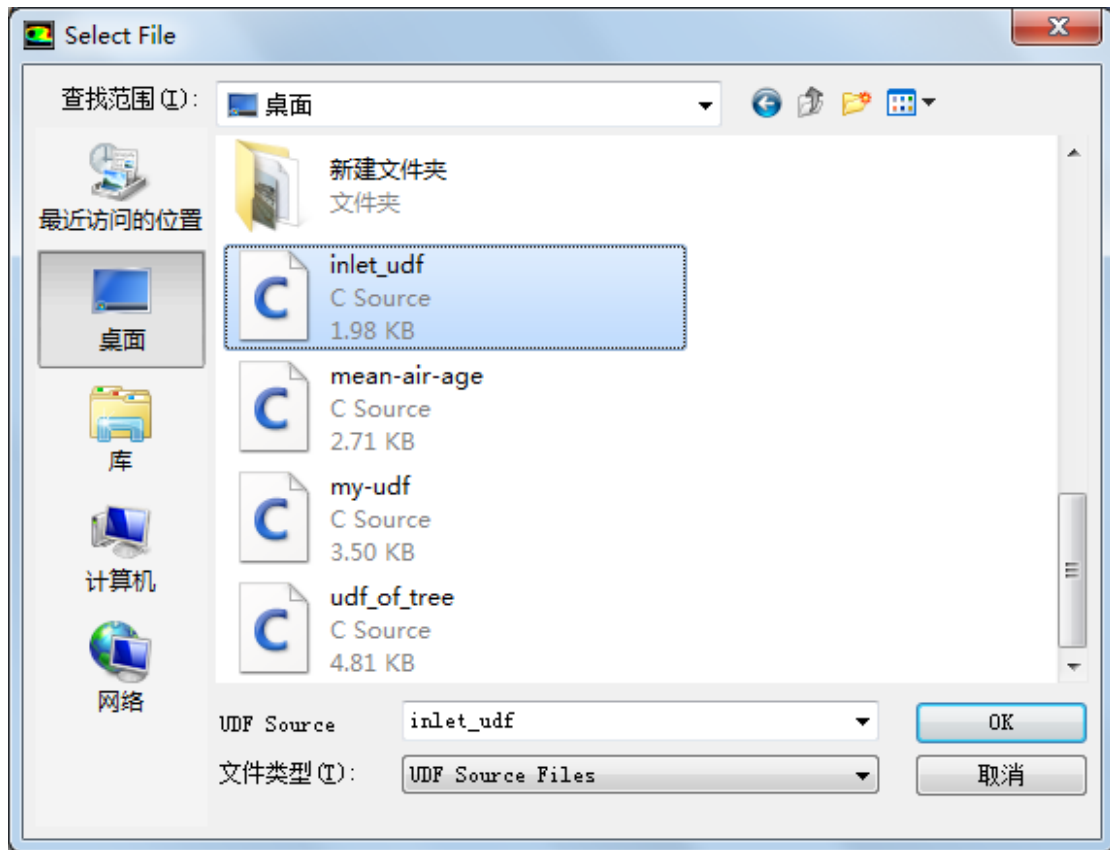 Select File
查找范围(I):
桌面
最近访问的位置
桌面
库
计算机
网络
新建文件夹
文件夹
inlet_udf
C Source
1.98 KB
mean-air-age
C Source
2.71 KB
my-udf
C Source
3.50 KB
udf_of_tree
C Source
4.81 KB
UDF Source
inlet_udf
OK
文件类型(T):
UDF Source Files
取消